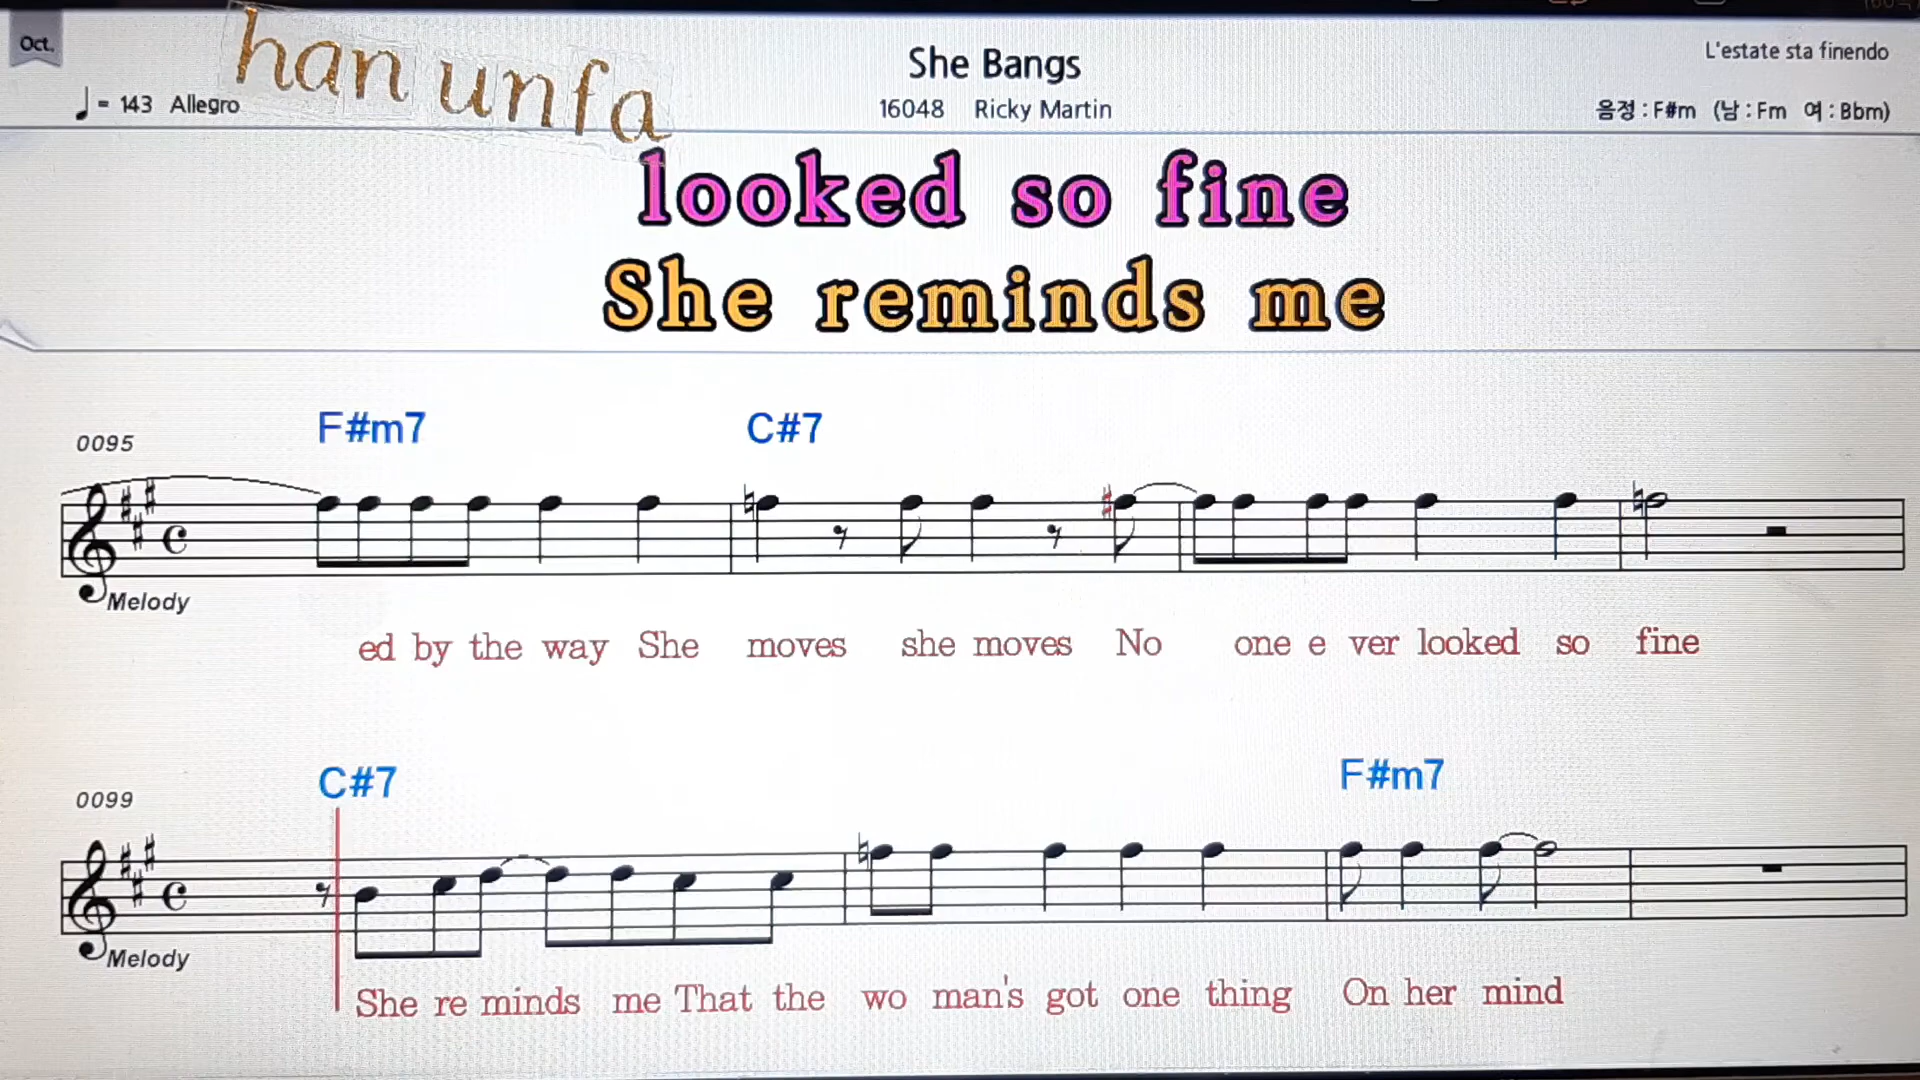 Oct.
han unfa
She Bangs
L'estate sta finendo
♩ = 143 Allegro
16048 Ricky Martin
음정 : F#m (남 : Fm 여 : Bbm)
looked so fine
She reminds me
F#m7 C#7
0095
Melody
ed by the way She moves she moves No one e ver looked so fine
C#7 F#m7
0099
Melody
She re minds me That the wo man's got one thing On her mind